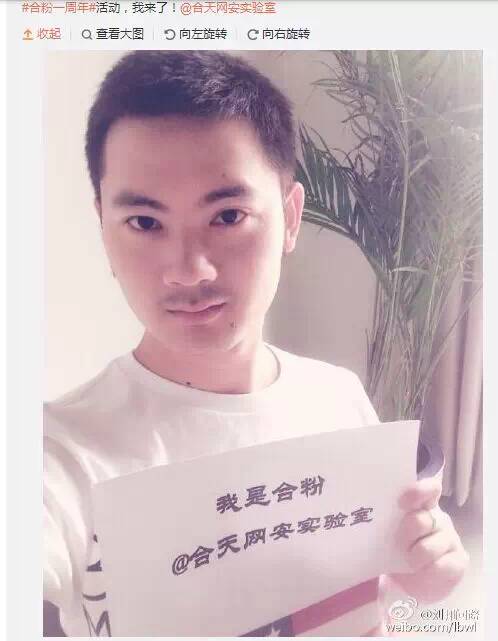 #合粉一周年#活动，我来了！@合天网安实验室
收起 查看大图 向左旋转 向右旋转
我是合粉
@合天网安实验室
weibo.com/lbwl